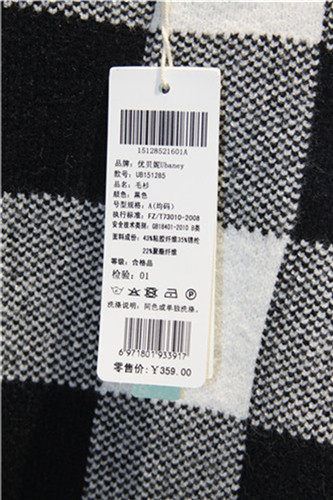 15128521601A
品牌：优贝妮Ubaney
款号：UB151285
品名：毛衫
颜色：黑色
号型规格：A(均码)
执行标准：FZ/T73010-2008
安全技术类别：GB18401-2010 B类
面料成份：43%粘胶纤维35%锦纶
22%聚酯纤维
等级：合格品
检验：01
洗涤说明：同色或单独洗涤.
6971801933917
零售价：￥359.00